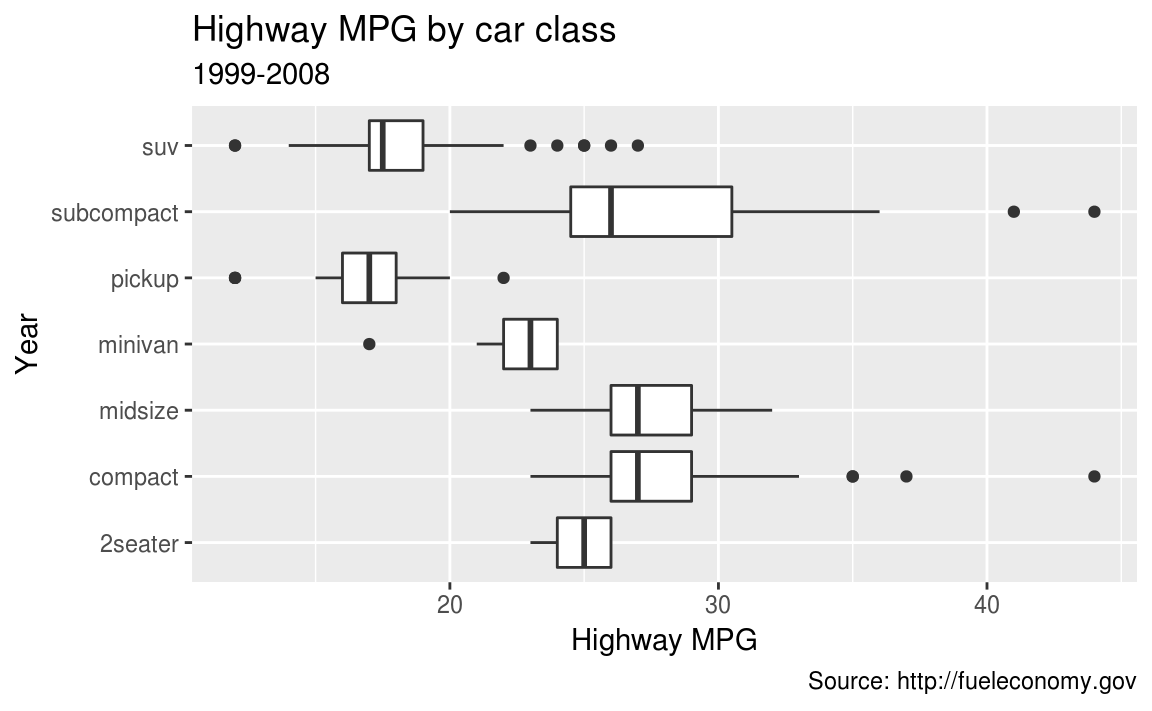 Highway MPG by car class
1999-2008
suv
subcompact
pickup
minivan
midsize
compact
2seater
Year
20 30 40
Highway MPG
Source: http://fueleconomy.gov